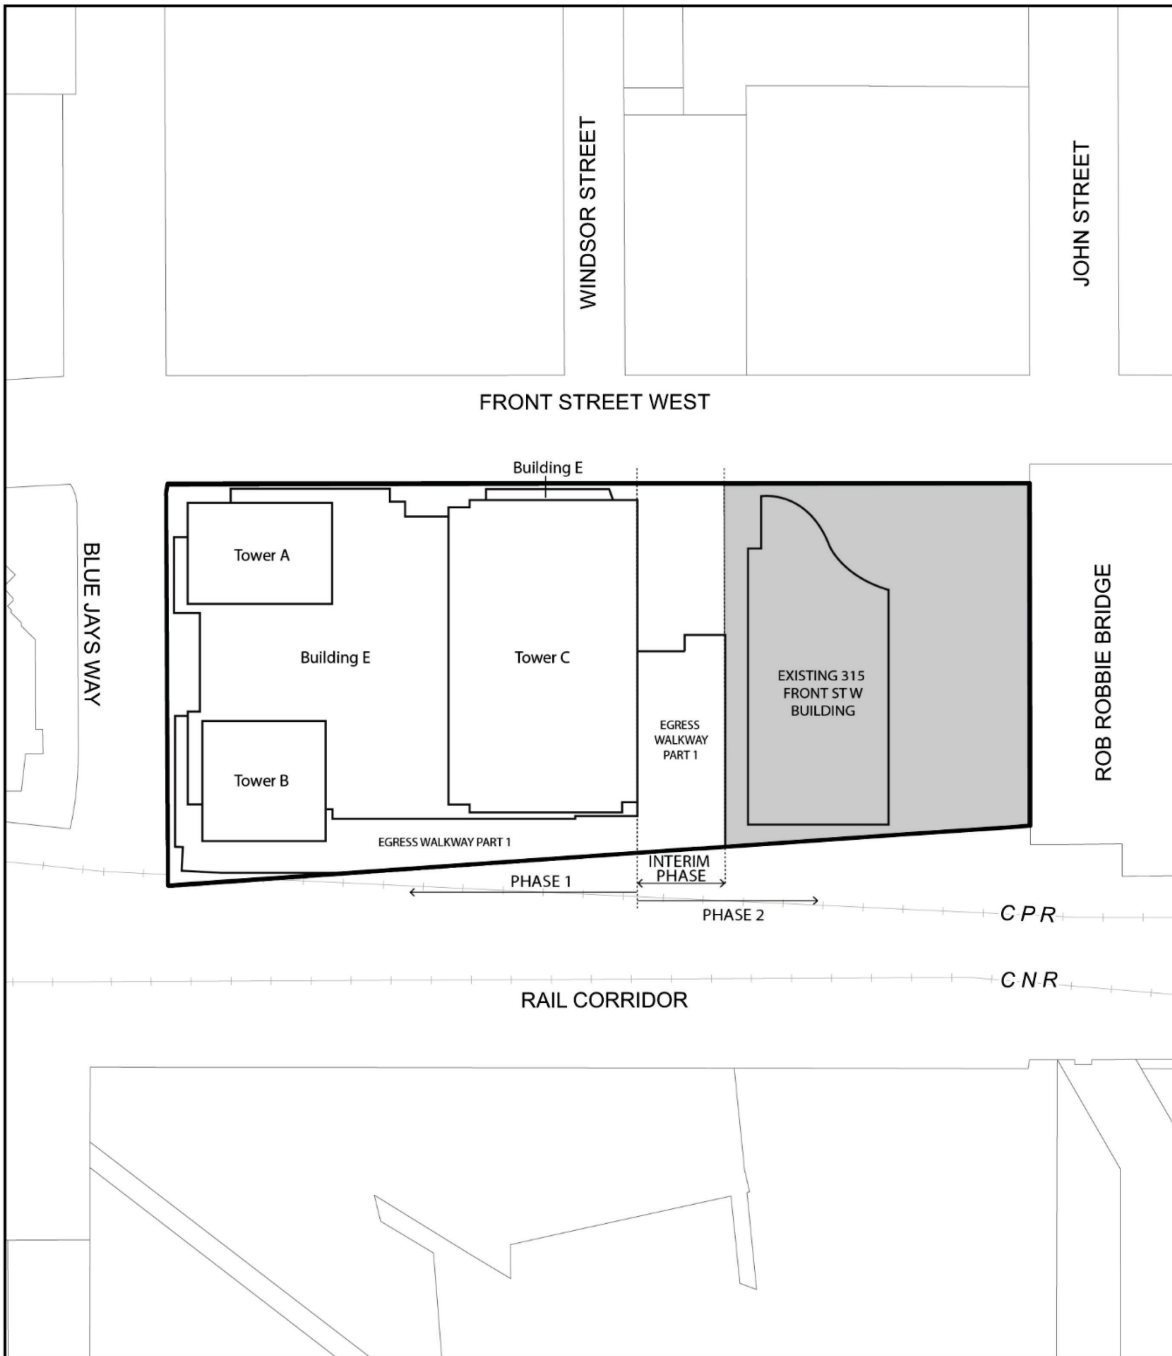 WINDSOR STREET
JOHN STREET
FRONT STREET WEST
Building E
BLUE JAYS WAY
Tower A
Building E
Tower C
Tower B
EGRESS
WALKWAY
PART 1
EXISTING 315
FRONT ST W
BUILDING
ROB ROBBIE BRIDGE
EGRESS WALKWAY PART 1
INTERIM
PHASE
PHASE 1
PHASE 2
CPR
CNR
RAIL CORRIDOR